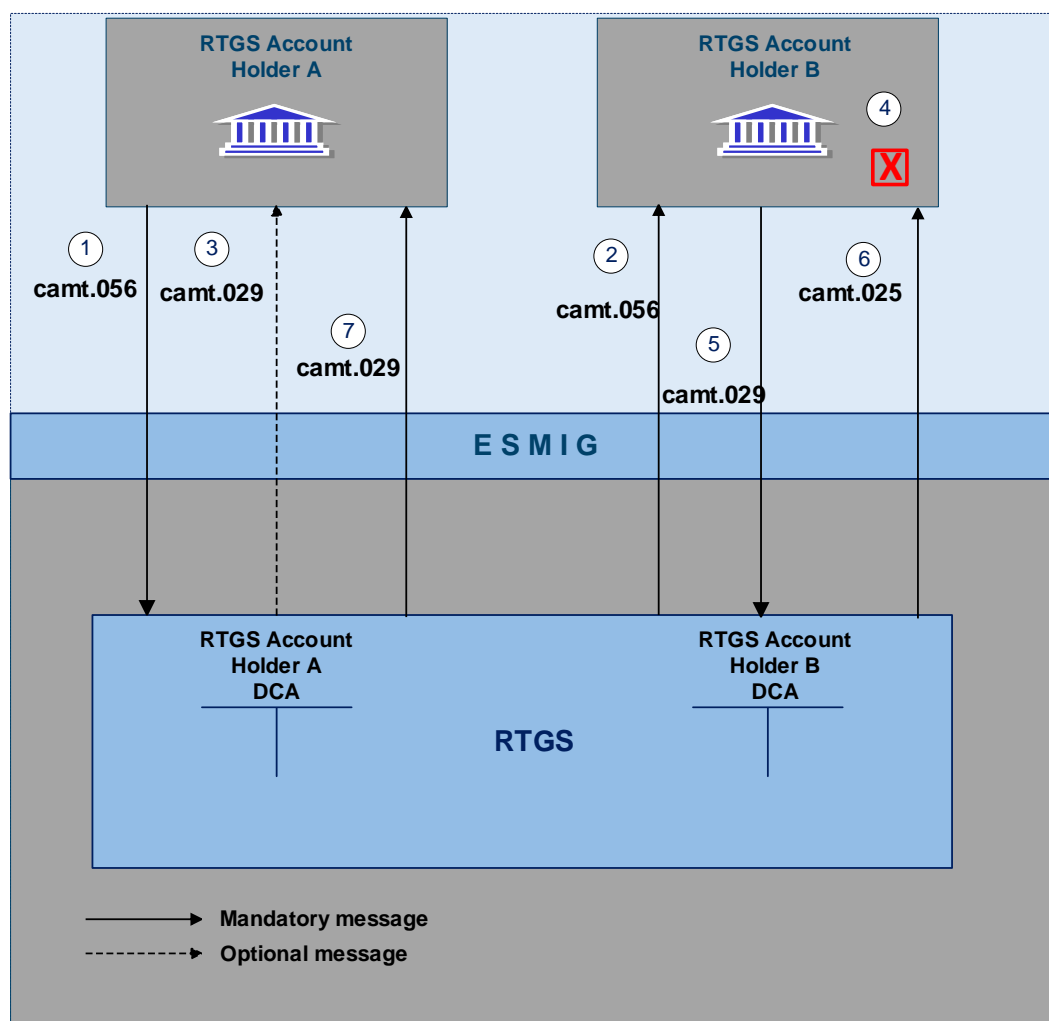 RTGS Account
Holder A
RTGS Account
Holder B
4
X
1
camt.056
3
camt.029
7
camt.029
2
camt.056
5
camt.029
6
camt.025
E S M I G
RTGS Account
Holder A
DCA
RTGS Account
Holder B
DCA
RTGS
Mandatory message
Optional message